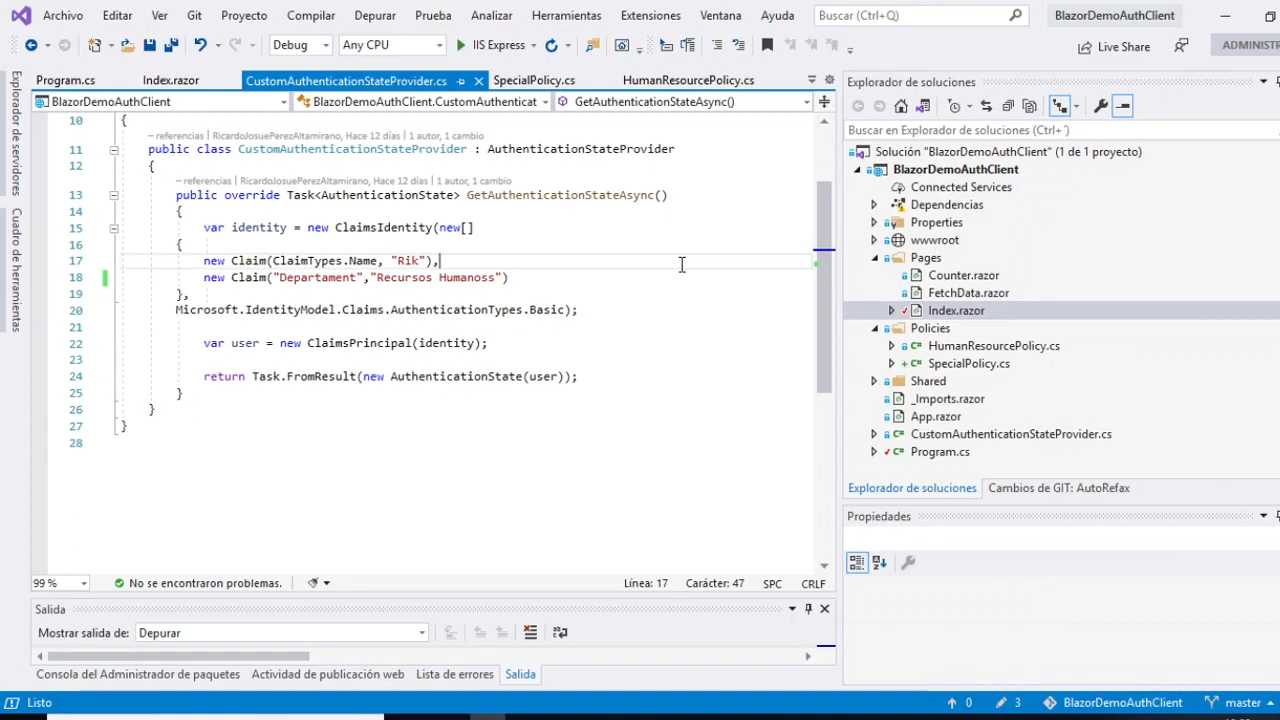 Archivo Editar Ver Git Proyecto Compilar Depurar Prueba Analizar Herramientas Extensiones Ventana Ayuda Buscar (Ctrl+Q) BlazorDemoAuthClient
Debug Any CPU IIS Express Live Share ADMINISTR
Program.cs Index.razor CustomAuthenticationStateProvider.cs SpecialPolicy.cs HumanResourcePolicy.cs
BlazorDemoAuthClient BlazorDemoAuthClient.CustomAuthenticat GetAuthenticationStateAsync()
Explorador de servidores
Cuadro de herramientas
10 {
– referencias | RicardoJosuePerezAltamirano, Hace 12 días | 1 autor, 1 cambio
11 public class CustomAuthenticationStateProvider : AuthenticationStateProvider
12 {
– referencias | RicardoJosuePerezAltamirano, Hace 12 días | 1 autor, 1 cambio
13 public override Task<AuthenticationState> GetAuthenticationStateAsync()
14 {
15 var identity = new ClaimsIdentity(new[]
16 {
17 new Claim(ClaimTypes.Name, "Rik"),
18 new Claim("Departament","Recursos Humanoss")
19 },
20 Microsoft.IdentityModel.Claims.AuthenticationTypes.Basic);
21
22 var user = new ClaimsPrincipal(identity);
23
24 return Task.FromResult(new AuthenticationState(user));
25 }
26 }
27 }
28
99 % No se encontraron problemas. Línea: 17 Carácter: 47 SPC CRLF
Salida
Mostrar salida de: Depurar
Consola del Administrador de paquetes Actividad de publicación web Lista de errores Salida
Explorador de soluciones
Buscar en Explorador de soluciones (Ctrl+´)
Solución "BlazorDemoAuthClient" (1 de 1 proyecto)
BlazorDemoAuthClient
Connected Services
Dependencias
Properties
wwwroot
Pages
Counter.razor
FetchData.razor
Index.razor
Policies
C# HumanResourcePolicy.cs
C# SpecialPolicy.cs
Shared
_Imports.razor
App.razor
C# CustomAuthenticationStateProvider.cs
C# Program.cs
Explorador de soluciones Cambios de GIT: AutoRefax
Propiedades
Listo 0 3 BlazorDemoAuthClient master